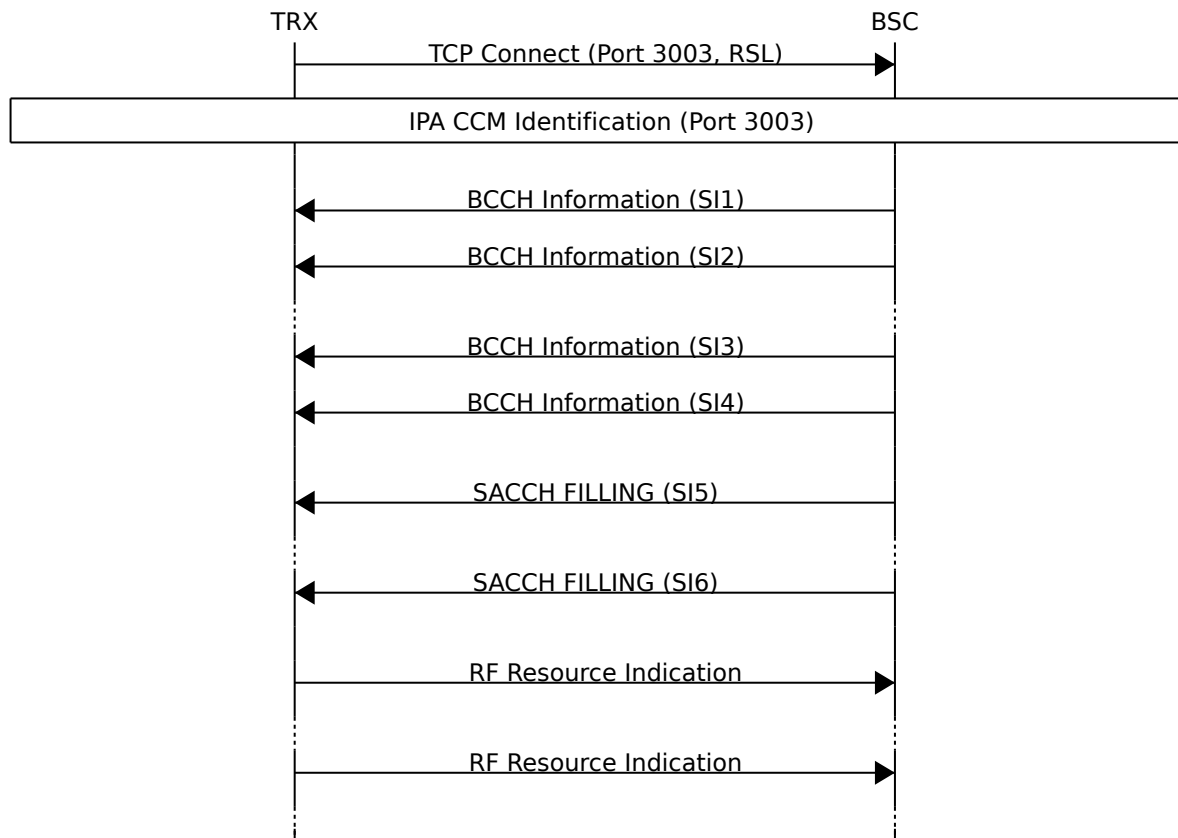 TRX BSC
TCP Connect (Port 3003, RSL)
IPA CCM Identification (Port 3003)
BCCH Information (SI1)
BCCH Information (SI2)
BCCH Information (SI3)
BCCH Information (SI4)
SACCH FILLING (SI5)
SACCH FILLING (SI6)
RF Resource Indication
RF Resource Indication